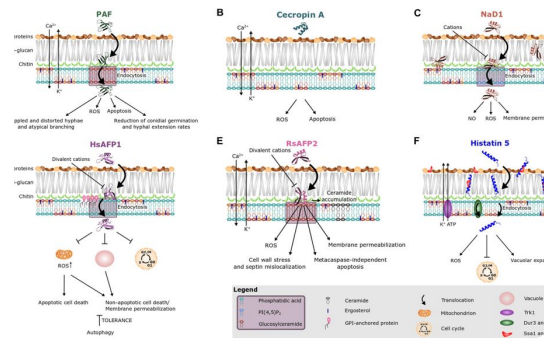 PAF
Ca²⁺
proteins
-glucan
Chitin
Endocytosis
K⁺
ppled and distorted hyphae
and atypical branching
ROS
Apoptosis
Reduction of conidial germination
and hyphal extension rates
B
Cecropin A
K⁺
ROS
Apoptosis
C
NaD1
Cations
Endocytosis
NO
ROS
Membrane perme
HsAFP1
Divalent cations
-glucan
Chitin
Endocytosis
ROS
Apoptotic cell death
Non-apoptotic cell death/
Membrane permeabilization
TOLERANCE
Autophagy
E
RsAFP2
Ca²⁺
Divalent cations
Ceramide
accumulation
K⁺
ROS
Cell wall stress
and septin mislocalization
Metacaspase-independent
apoptosis
Membrane permeabilization
F
Histatin 5
K⁺ ATP
Endocytosis
ROS
Vacuolar expa
Legend
Phosphatidic acid
PI(4,5)P₂
Glucosylceramide
Ceramide
Ergosterol
GPI-anchored protein
Translocation
Mitochondrion
Cell cycle
Vacuole
Trk1
Dur3 an
Ssa1 an